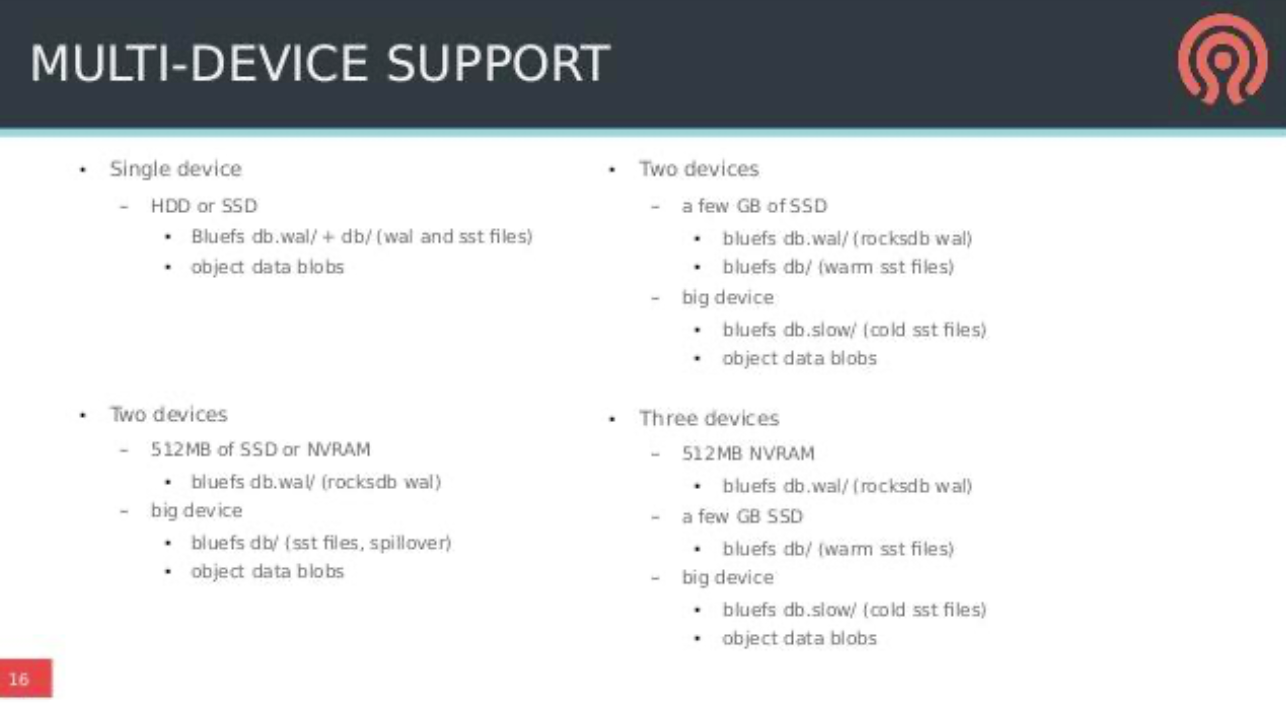 MULTI-DEVICE SUPPORT
• Single device
– HDD or SSD
• Bluefs db.wal/ + db/ (wal and sst files)
• object data blobs
• Two devices
– 512MB of SSD or NVRAM
• bluefs db.wal/ (rocksdb wal)
– big device
• bluefs db/ (sst files, spillover)
• object data blobs
• Two devices
– a few GB of SSD
• bluefs db.wal/ (rocksdb wal)
• bluefs db/ (warm sst files)
– big device
• bluefs db.slow/ (cold sst files)
• object data blobs
• Three devices
– 512MB NVRAM
• bluefs db.wal/ (rocksdb wal)
– a few GB SSD
• bluefs db/ (warm sst files)
– big device
• bluefs db.slow/ (cold sst files)
• object data blobs
16